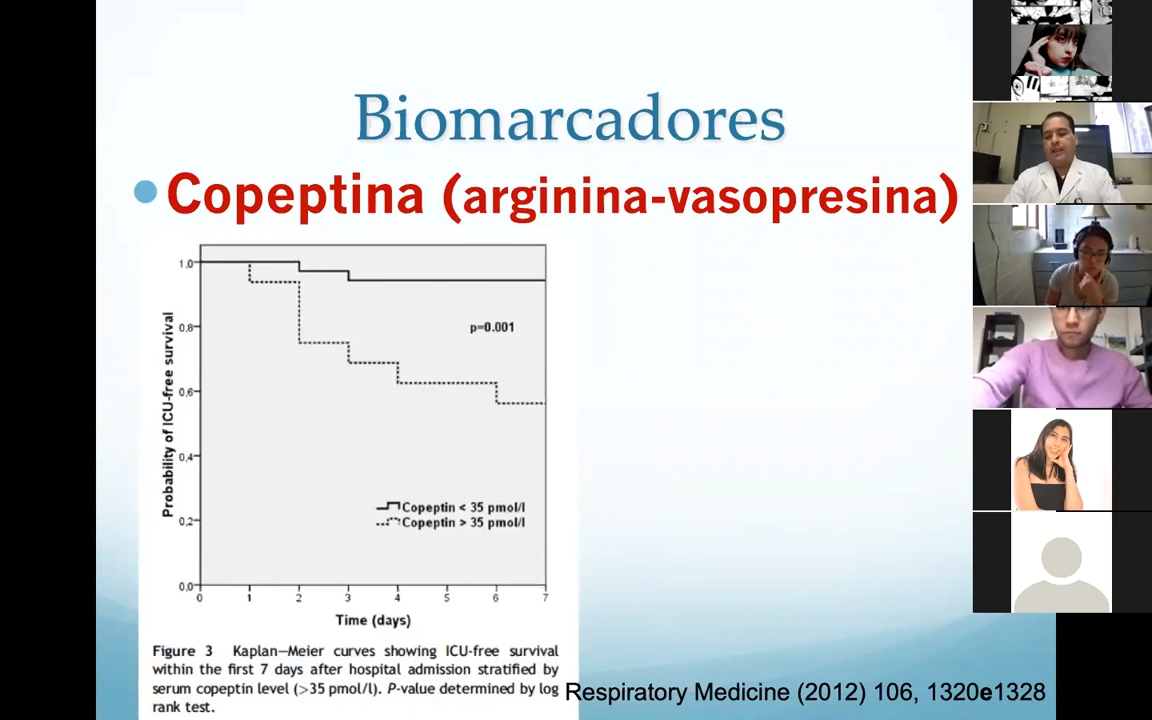 Biomarcadores
Copeptina (arginina-vasopresina)
1,0
0,8
0,6
0,4
0,2
0,0
Probability of ICU-free survival
p=0.001
Copeptin < 35 pmol/l
Copeptin > 35 pmol/l
0 1 2 3 4 5 6 7
Time (days)
Figure 3 Kaplan—Meier curves showing ICU-free survival
within the first 7 days after hospital admission stratified by
serum copeptin level (>35 pmol/l). P-value determined by log
rank test.
Respiratory Medicine (2012) 106, 1320e1328